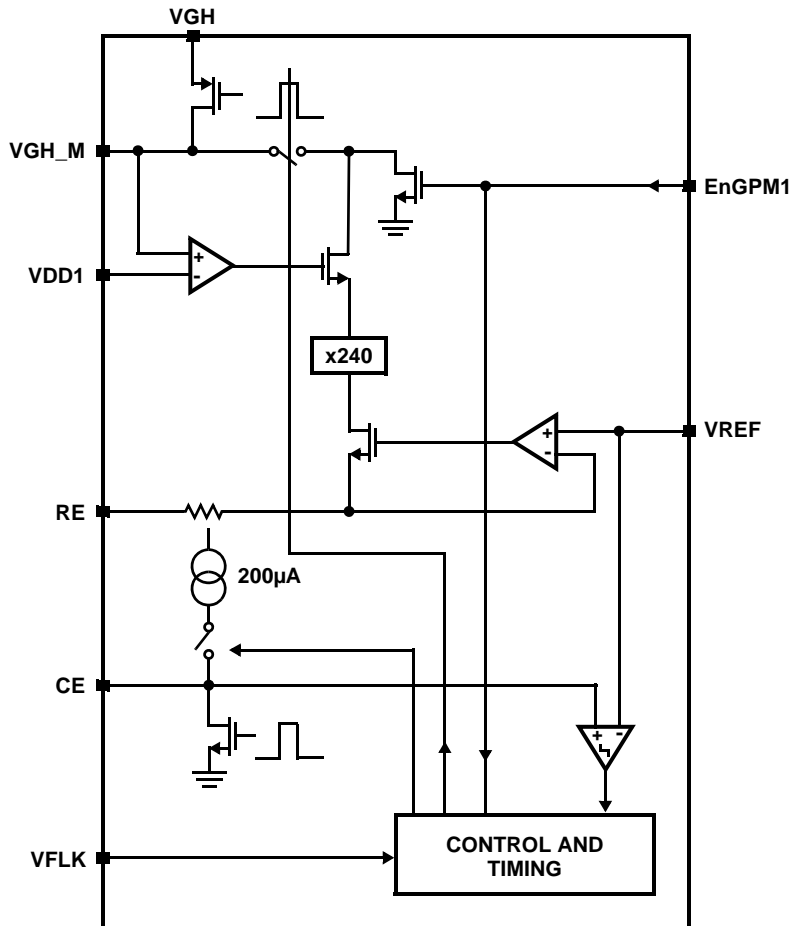 VGH
VGH_M
EnGPM1
VDD1
+
-
x240
+
-
VREF
RE
200µA
CE
+ -
VFLK
CONTROL AND
TIMING